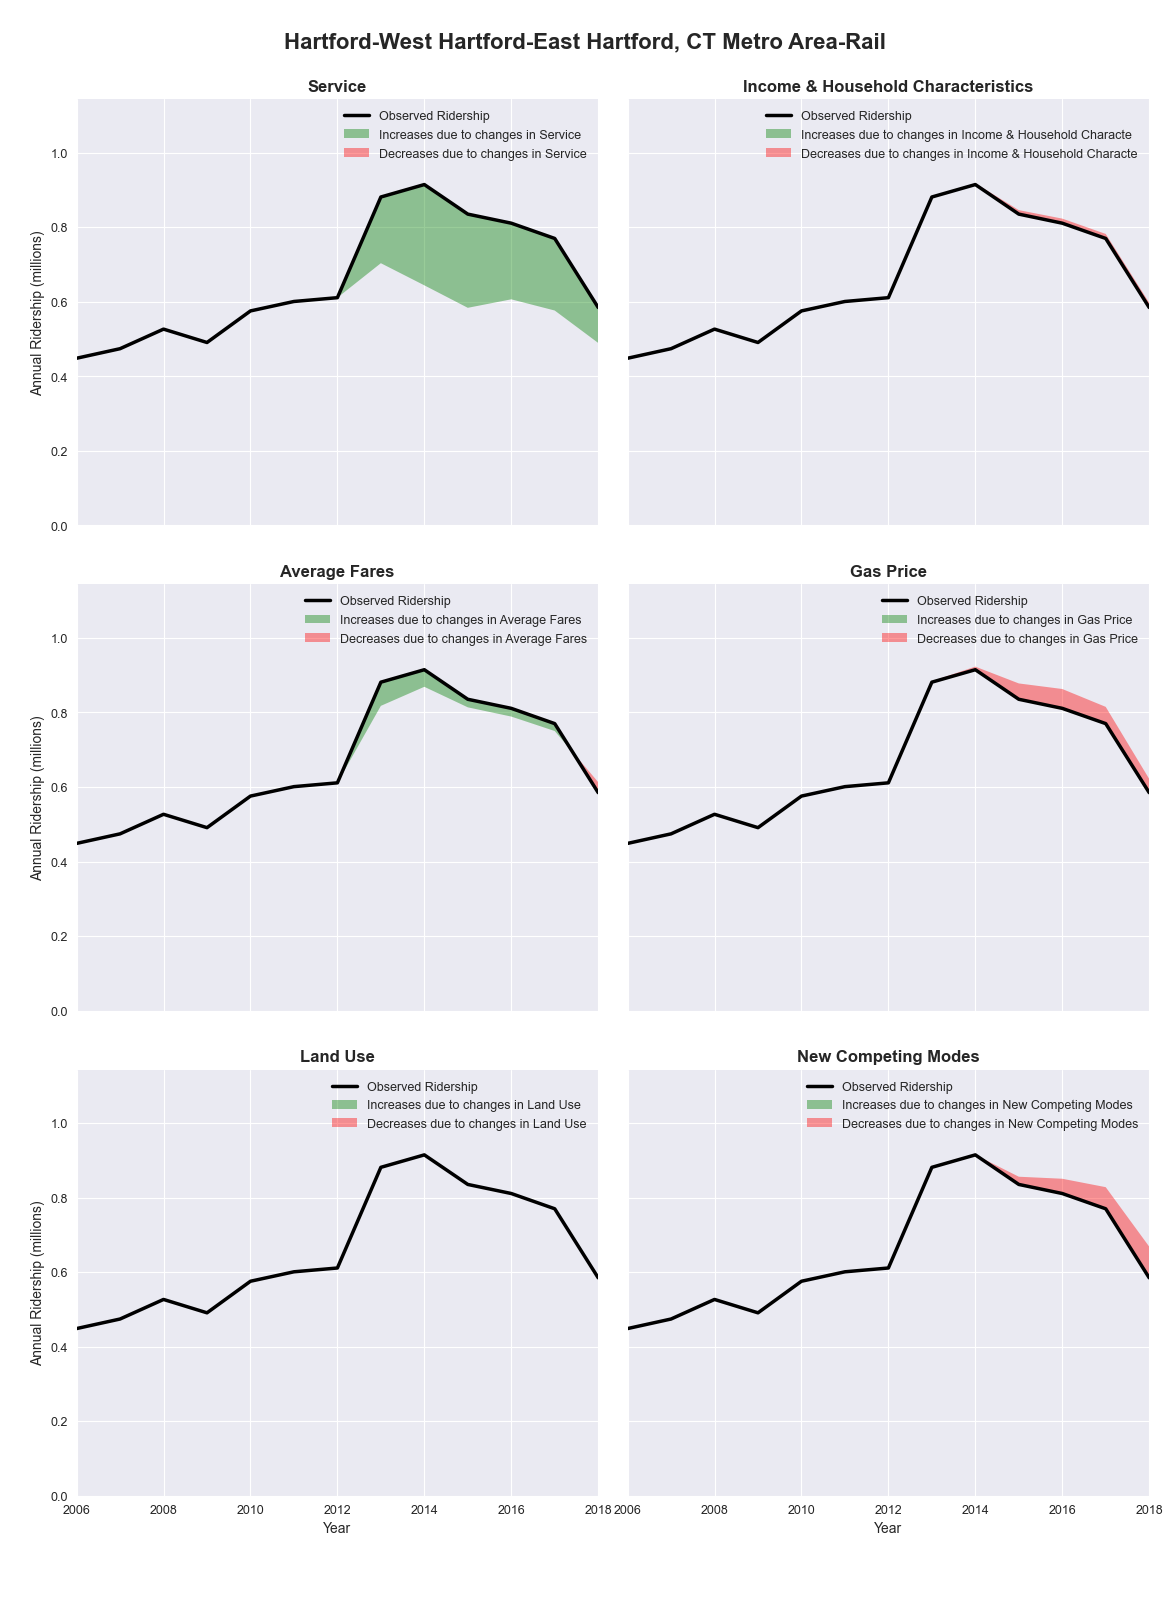 Hartford-West Hartford-East Hartford, CT Metro Area-Rail
Service
Observed Ridership
Increases due to changes in Service
Decreases due to changes in Service
1.0
0.8
0.6
0.4
0.2
0.0
Annual Ridership (millions)
Income & Household Characteristics
Observed Ridership
Increases due to changes in Income & Household Characte
Decreases due to changes in Income & Household Characte
Average Fares
Observed Ridership
Increases due to changes in Average Fares
Decreases due to changes in Average Fares
1.0
0.8
0.6
0.4
0.2
0.0
Annual Ridership (millions)
Gas Price
Observed Ridership
Increases due to changes in Gas Price
Decreases due to changes in Gas Price
Land Use
Observed Ridership
Increases due to changes in Land Use
Decreases due to changes in Land Use
1.0
0.8
0.6
0.4
0.2
0.0
Annual Ridership (millions)
2006 2008 2010 2012 2014 2016 2018
Year
New Competing Modes
Observed Ridership
Increases due to changes in New Competing Modes
Decreases due to changes in New Competing Modes
2006 2008 2010 2012 2014 2016 2018
Year